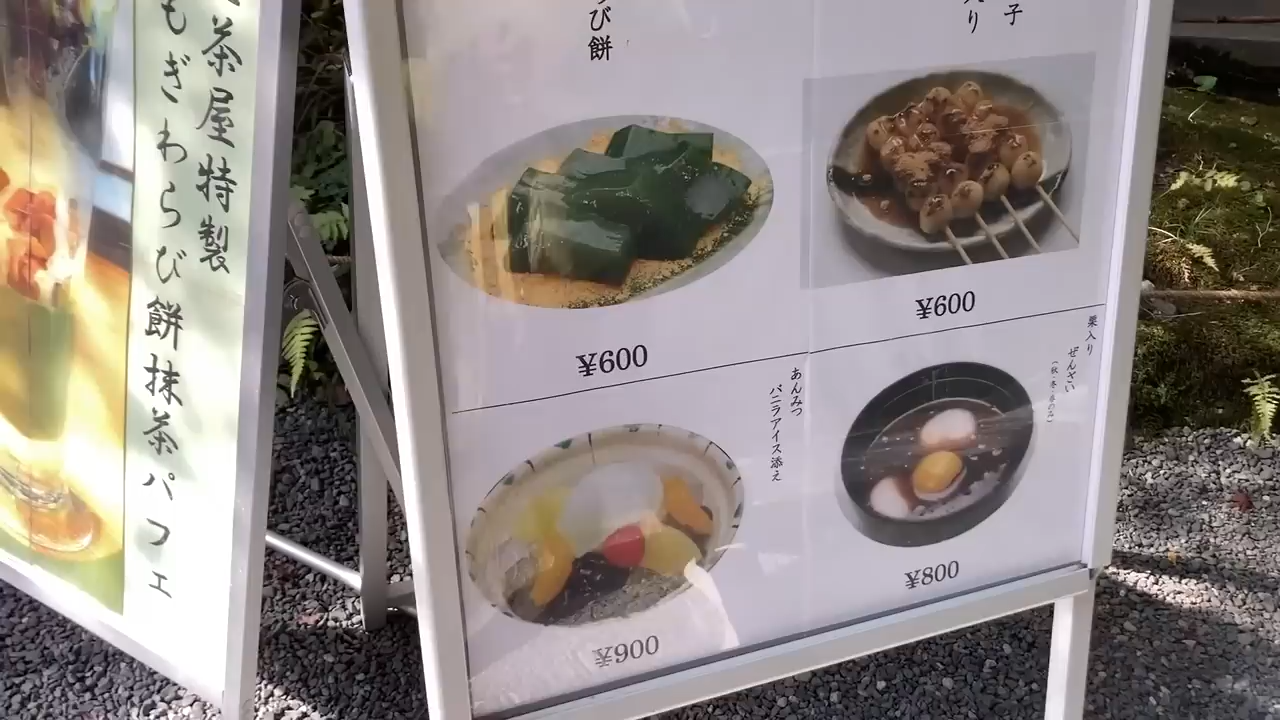 茶屋特製
もぎわらび餅抹茶パフェ
び餅
¥600
子
入り
¥600
あんみつ
バニラアイス添え
¥900
栗入り
ぜんざい
(秋・冬・春のみ)
¥800